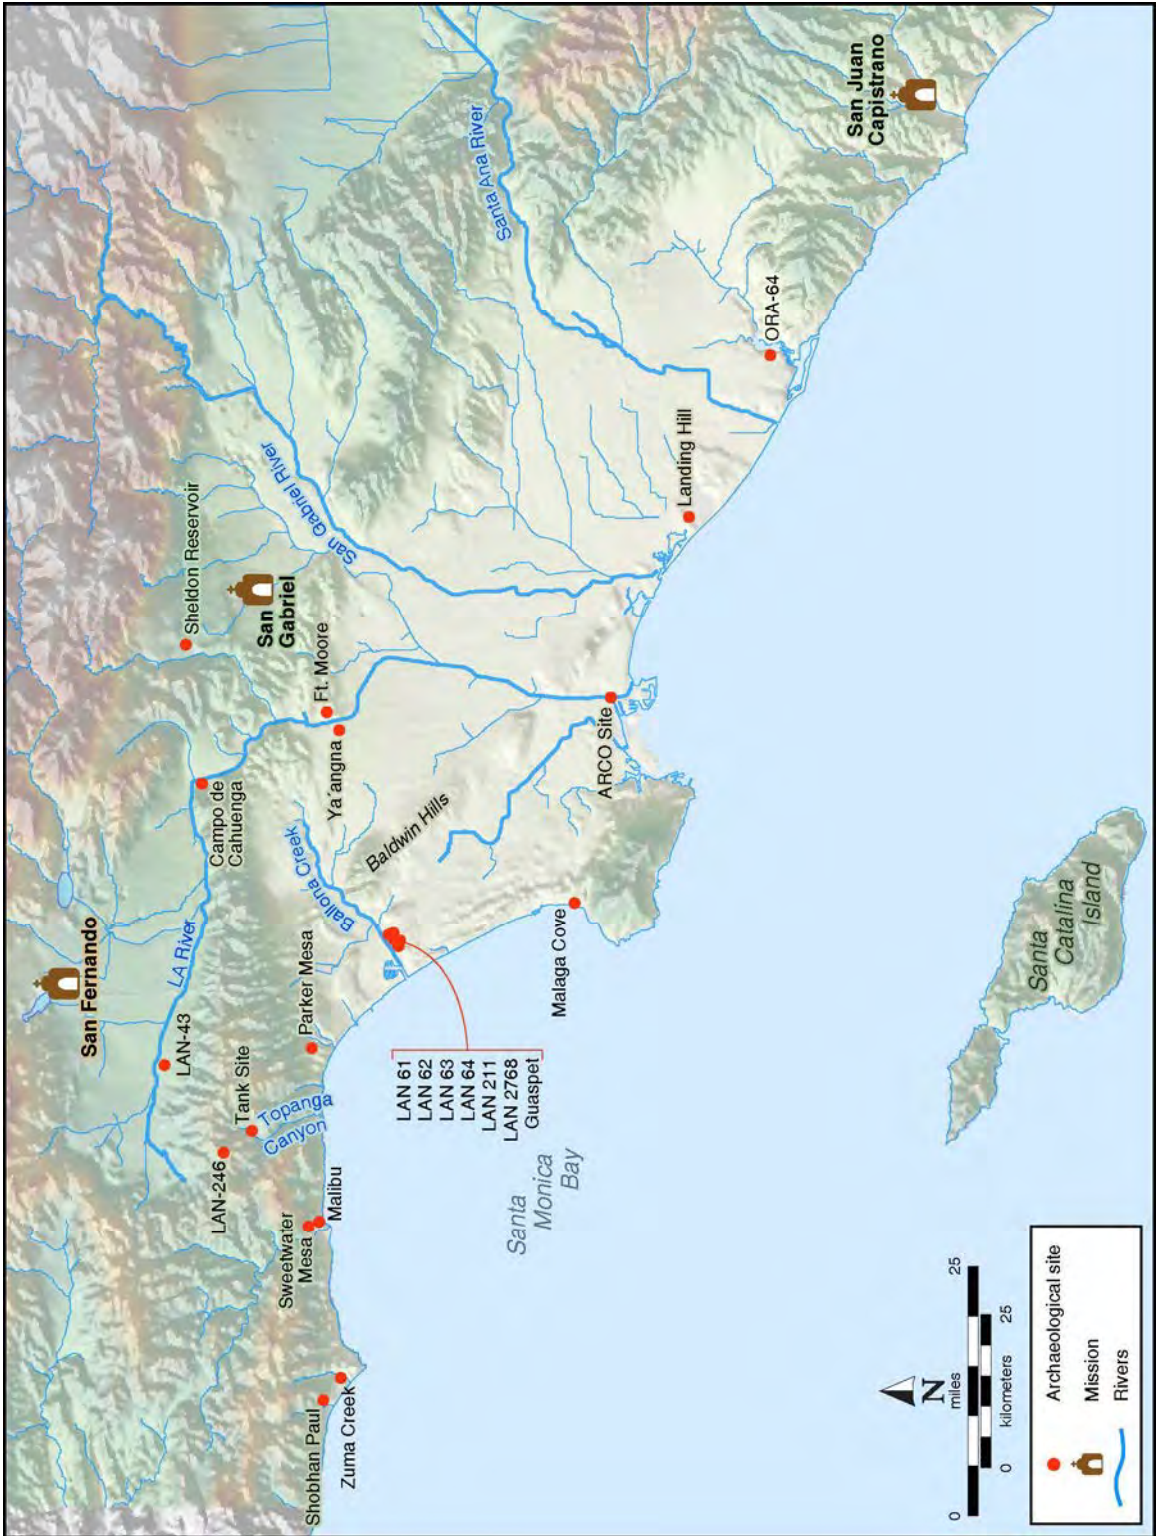 San Fernando
San Juan
Capistrano
Sheldon Reservoir
LA River
LAN-43
Campo de
Cahuenga
San
Gabriel
San Gabriel River
Santa Ana River
Tank Site
LAN-246
Topanga
Canyon
Parker Mesa
Ballona Creek
Ft. Moore
Ya'angna
Sweetwater
Mesa
Malibu
Baldwin Hills
Shobhan Paul
Zuma Creek
LAN 61
LAN 62
LAN 63
LAN 64
LAN 211
LAN 2768
Guaspet
Santa
Monica
Bay
Malaga Cove
ARCO Site
Landing Hill
ORA-64
Santa
Catalina
Island
N
miles
0
25
kilometers
0
25
Archaeological site
Mission
Rivers